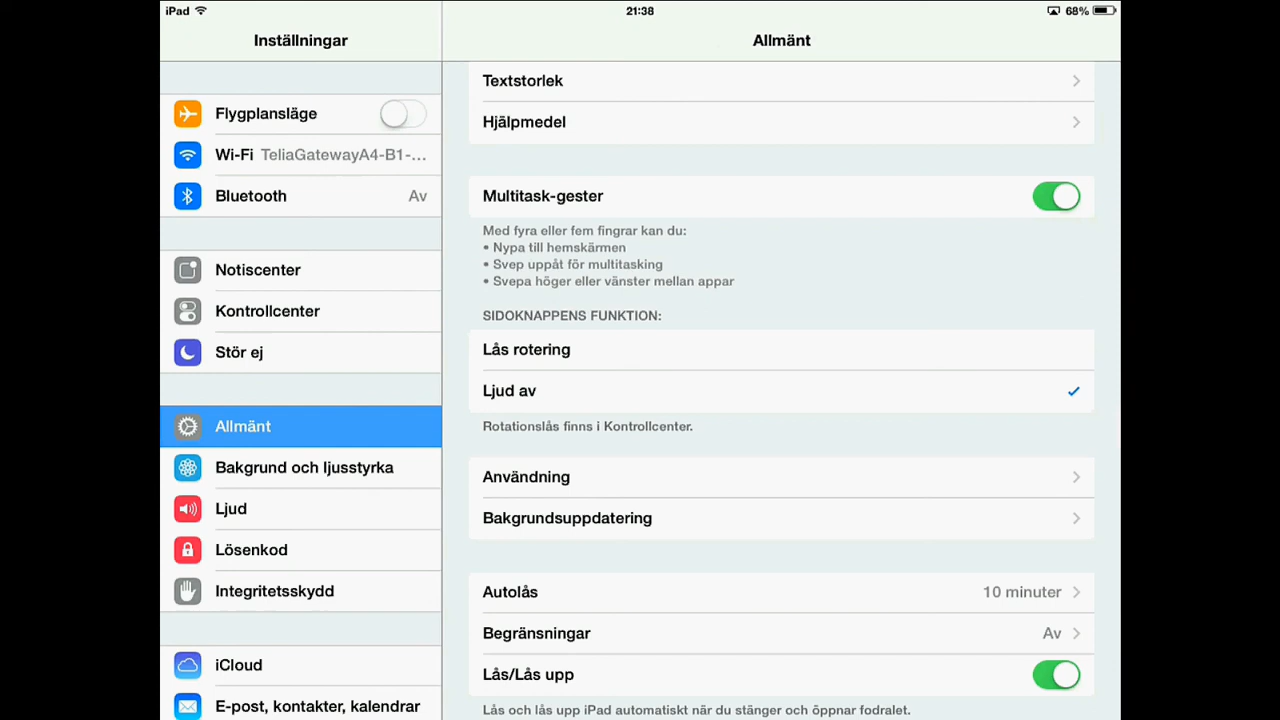 iPad
21:38
68%
Inställningar
Allmänt
Flygplansläge
Wi-Fi TeliaGatewayA4-B1-...
Bluetooth Av
Notiscenter
Kontrollcenter
Stör ej
Allmänt
Bakgrund och ljusstyrka
Ljud
Lösenkod
Integritetsskydd
iCloud
E-post, kontakter, kalendrar
Textstorlek
Hjälpmedel
Multitask-gester
Med fyra eller fem fingrar kan du:
• Nypa till hemskärmen
• Svep uppåt för multitasking
• Svepa höger eller vänster mellan appar
SIDOKNAPPENS FUNKTION:
Lås rotering
Ljud av
Rotationslås finns i Kontrollcenter.
Användning
Bakgrundsuppdatering
Autolås 10 minuter
Begränsningar Av
Lås/Lås upp
Lås och lås upp iPad automatiskt när du stänger och öppnar fodralet.